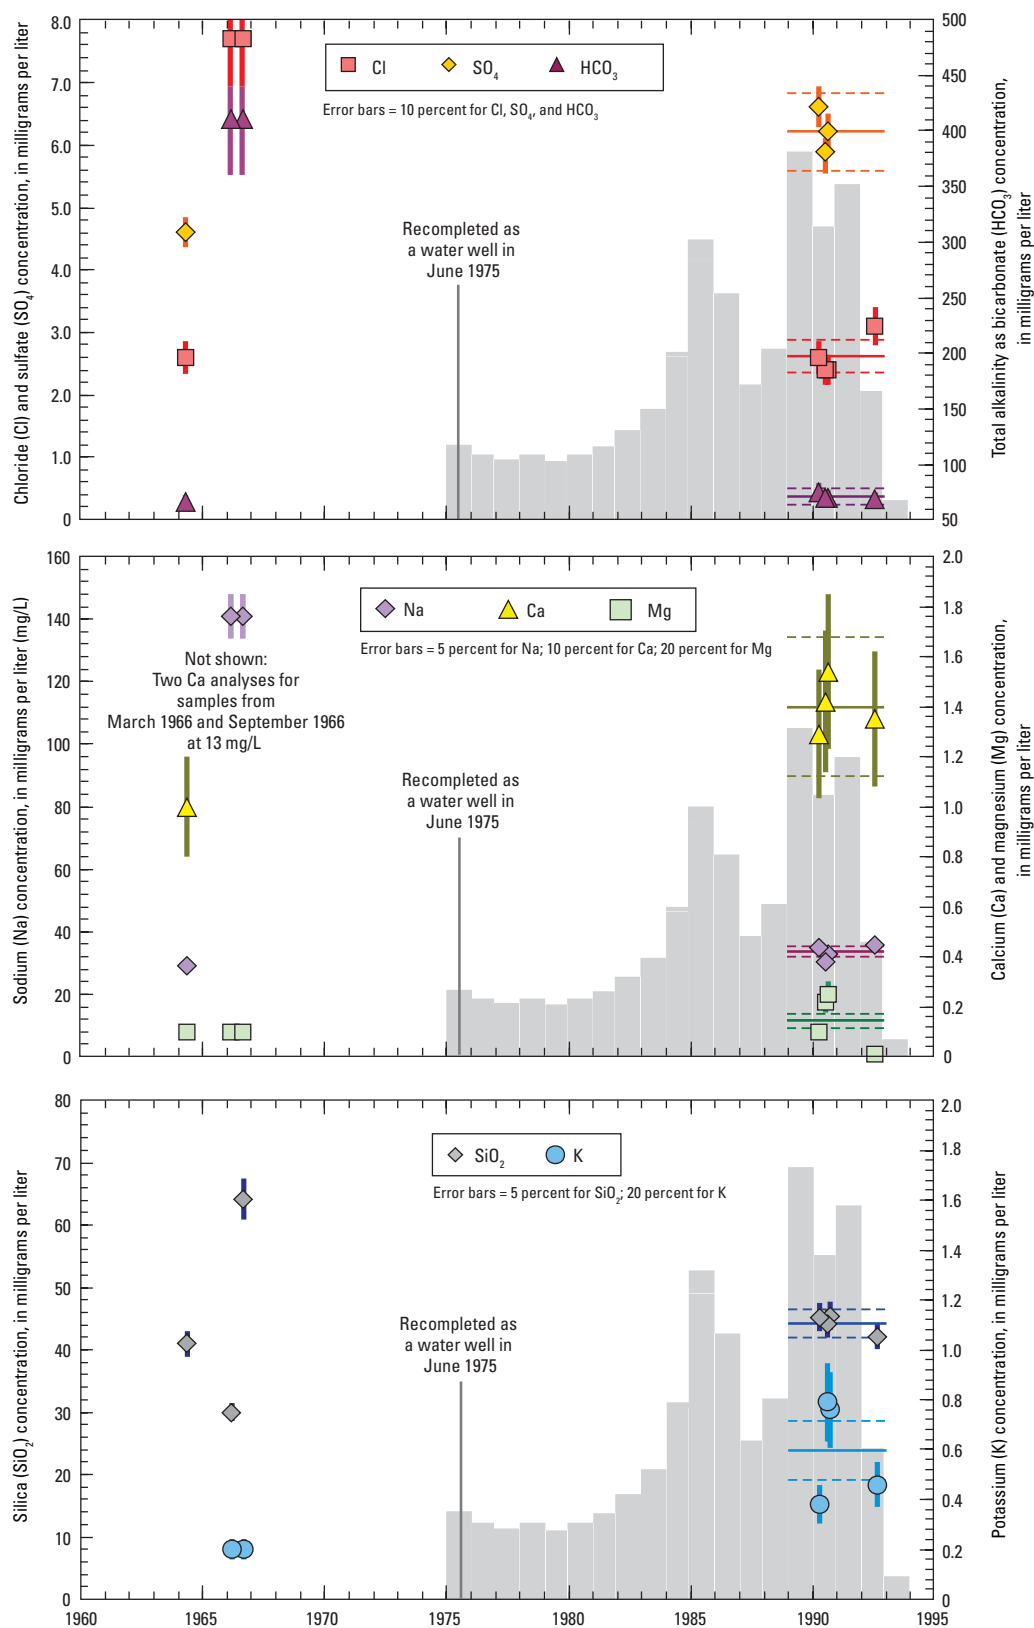 8.0
7.0
6.0
5.0
4.0
3.0
2.0
1.0
0
Chloride (Cl) and sulfate (SO4) concentration, in milligrams per liter
Cl
SO4
HCO3
Error bars = 10 percent for Cl, SO4, and HCO3
Recompleted as
a water well in
June 1975
500
450
400
350
300
250
200
150
100
50
Total alkalinity as bicarbonate (HCO3) concentration,
in milligrams per liter
160
140
120
100
80
60
40
20
0
Sodium (Na) concentration, in milligrams per liter (mg/L)
Na
Ca
Mg
Error bars = 5 percent for Na; 10 percent for Ca; 20 percent for Mg
Not shown:
Two Ca analyses for
samples from
March 1966 and September 1966
at 13 mg/L
Recompleted as
a water well in
June 1975
2.0
1.8
1.6
1.4
1.2
1.0
0.8
0.6
0.4
0.2
0
Calcium (Ca) and magnesium (Mg) concentration,
in milligrams per liter
80
70
60
50
40
30
20
10
0
Silica (SiO2) concentration, in milligrams per liter
SiO2
K
Error bars = 5 percent for SiO2; 20 percent for K
Recompleted as
a water well in
June 1975
2.0
1.8
1.6
1.4
1.2
1.0
0.8
0.6
0.4
0.2
0
Potassium (K) concentration, in milligrams per liter
1960
1965
1970
1975
1980
1985
1990
1995